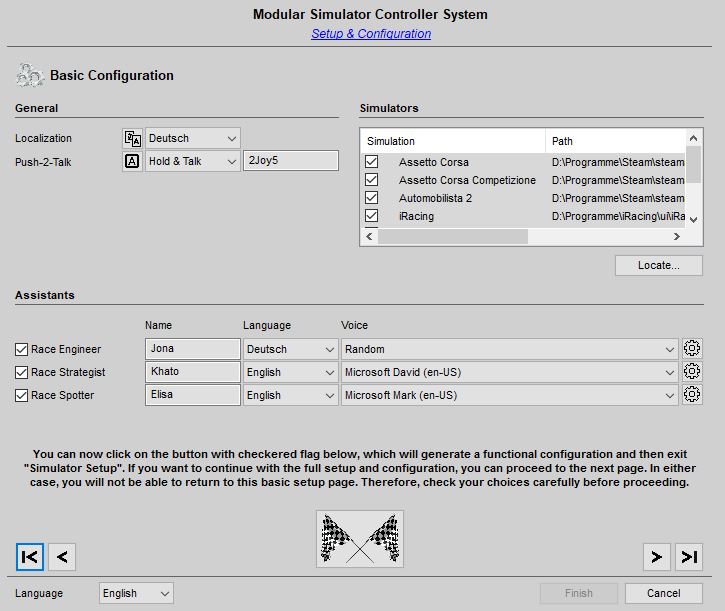 Modular Simulator Controller System
Setup & Configuration
Basic Configuration
General
Localization Deutsch
Push-2-Talk Hold & Talk 2Joy5
Simulators
Simulation Path
Assetto Corsa D:\Programme\Steam\steam
Assetto Corsa Competizione D:\Programme\Steam\steam
Automobilista 2 D:\Programme\Steam\steam
iRacing D:\Programme\iRacing\ui\iRa
Locate...
Assistants
Name Language Voice
Race Engineer Jona Deutsch Random
Race Strategist Khato English Microsoft David (en-US)
Race Spotter Elisa English Microsoft Mark (en-US)
You can now click on the button with checkered flag below, which will generate a functional configuration and then exit
"Simulator Setup". If you want to continue with the full setup and configuration, you can proceed to the next page. In either
case, you will not be able to return to this basic setup page. Therefore, check your choices carefully before proceeding.
Language English Finish Cancel